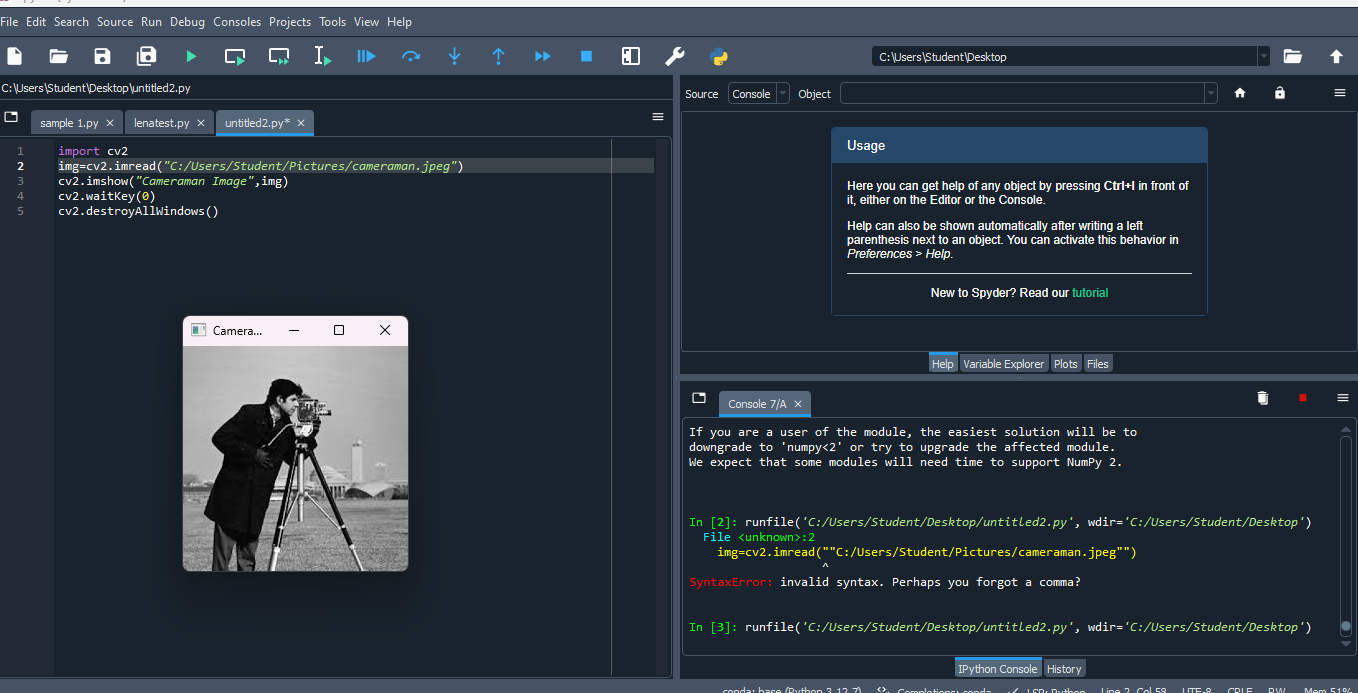 File Edit Search Source Run Debug Consoles Projects Tools View Help
C:\Users\Student\Desktop
C:\Users\Student\Desktop\untitled2.py
sample 1.py
lenatest.py
untitled2.py*
1 import cv2
2 img=cv2.imread("C:/Users/Student/Pictures/cameraman.jpeg")
3 cv2.imshow("Cameraman Image",img)
4 cv2.waitKey(0)
5 cv2.destroyAllWindows()
Camera...
Source Console Object
Usage
Here you can get help of any object by pressing Ctrl+I in front of
it, either on the Editor or the Console.
Help can also be shown automatically after writing a left
parenthesis next to an object. You can activate this behavior in
Preferences > Help.
New to Spyder? Read our tutorial
Help Variable Explorer Plots Files
Console 7/A
If you are a user of the module, the easiest solution will be to
downgrade to 'numpy<2' or try to upgrade the affected module.
We expect that some modules will need time to support NumPy 2.
In [2]: runfile('C:/Users/Student/Desktop/untitled2.py', wdir='C:/Users/Student/Desktop')
File <unknown>:2
img=cv2.imread(""C:/Users/Student/Pictures/cameraman.jpeg"")
^
SyntaxError: invalid syntax. Perhaps you forgot a comma?
In [3]: runfile('C:/Users/Student/Desktop/untitled2.py', wdir='C:/Users/Student/Desktop')
IPython Console History
conda: base (Python 3.12.7) Completions: conda LSP: Python Line 2, Col 58 UTF-8 CRLF RW Mem 51%